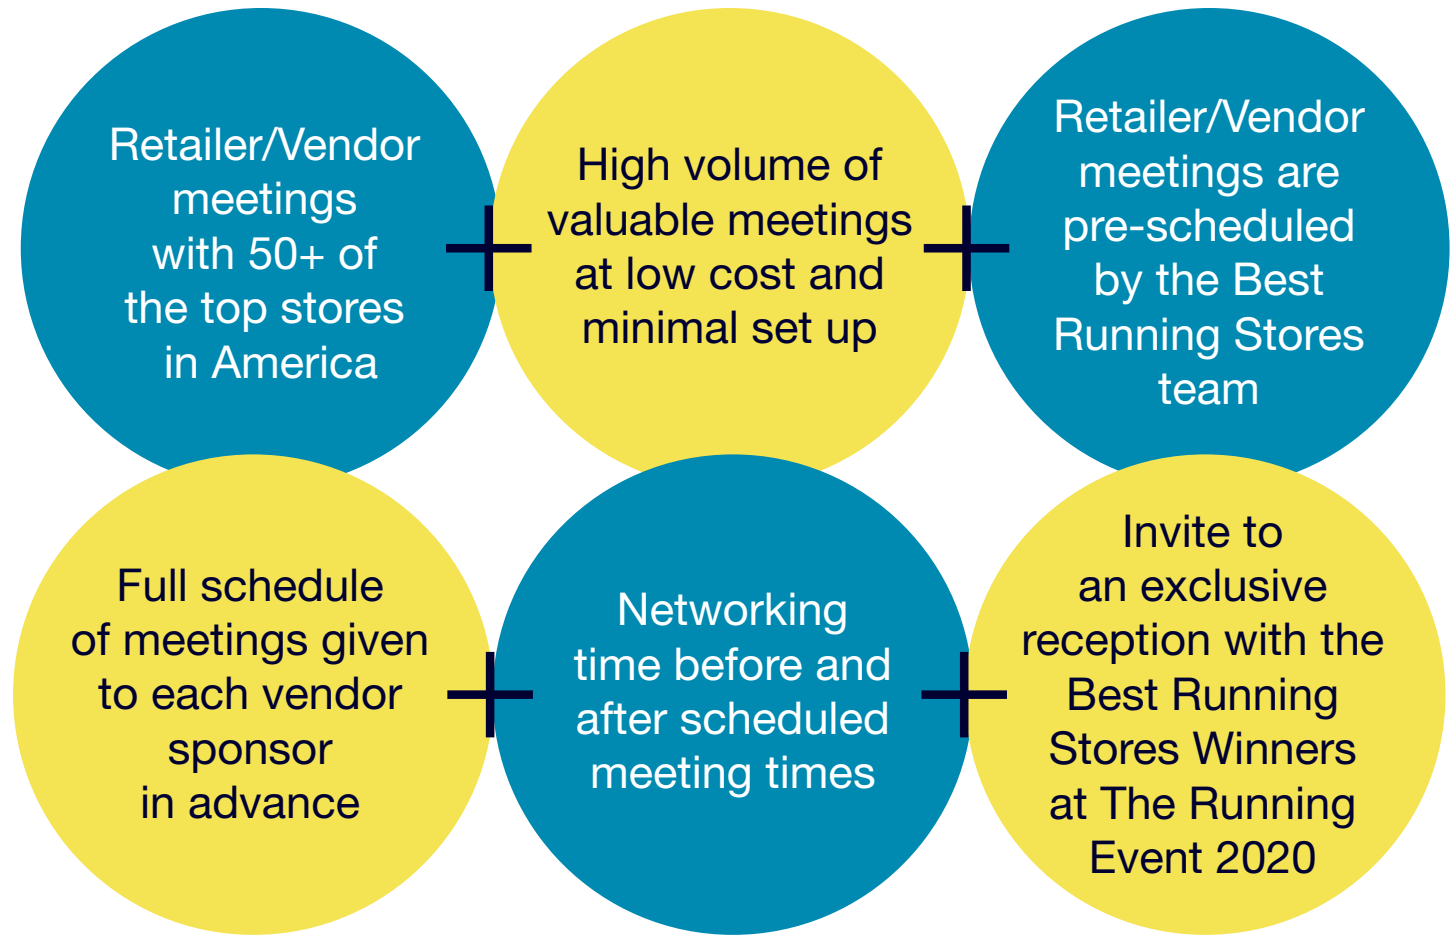 Retailer/Vendor
meetings
with 50+ of
the top stores
in America
High volume of
valuable meetings
at low cost and
minimal set up
Retailer/Vendor
meetings are
pre-scheduled
by the Best
Running Stores
team
Full schedule
of meetings given
to each vendor
sponsor
in advance
Networking
time before and
after scheduled
meeting times
Invite to
an exclusive
reception with the
Best Running
Stores Winners
at The Running
Event 2020